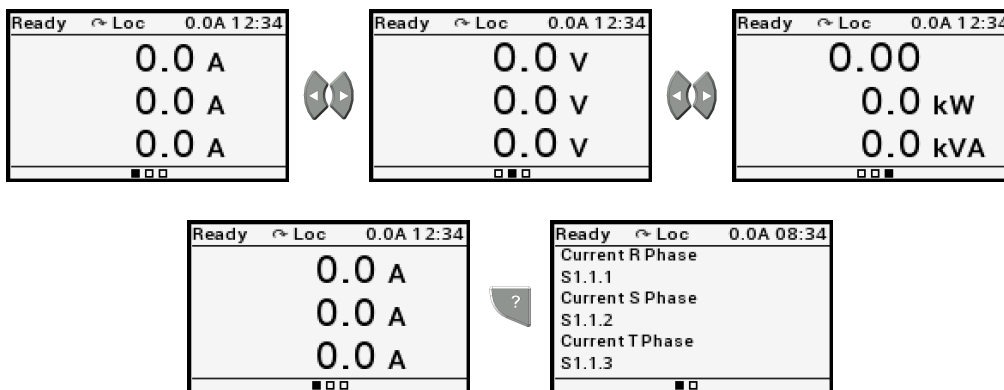 Ready Loc 0.0A 12:34
0.0 A
0.0 A
0.0 A
Ready Loc 0.0A 12:34
0.0 V
0.0 V
0.0 V
Ready Loc 0.0A 12:34
0.00
0.0 kW
0.0 kVA
Ready Loc 0.0A 12:34
0.0 A
0.0 A
0.0 A
?
Ready Loc 0.0A 08:34
Current R Phase
S1.1.1
Current S Phase
S1.1.2
Current T Phase
S1.1.3